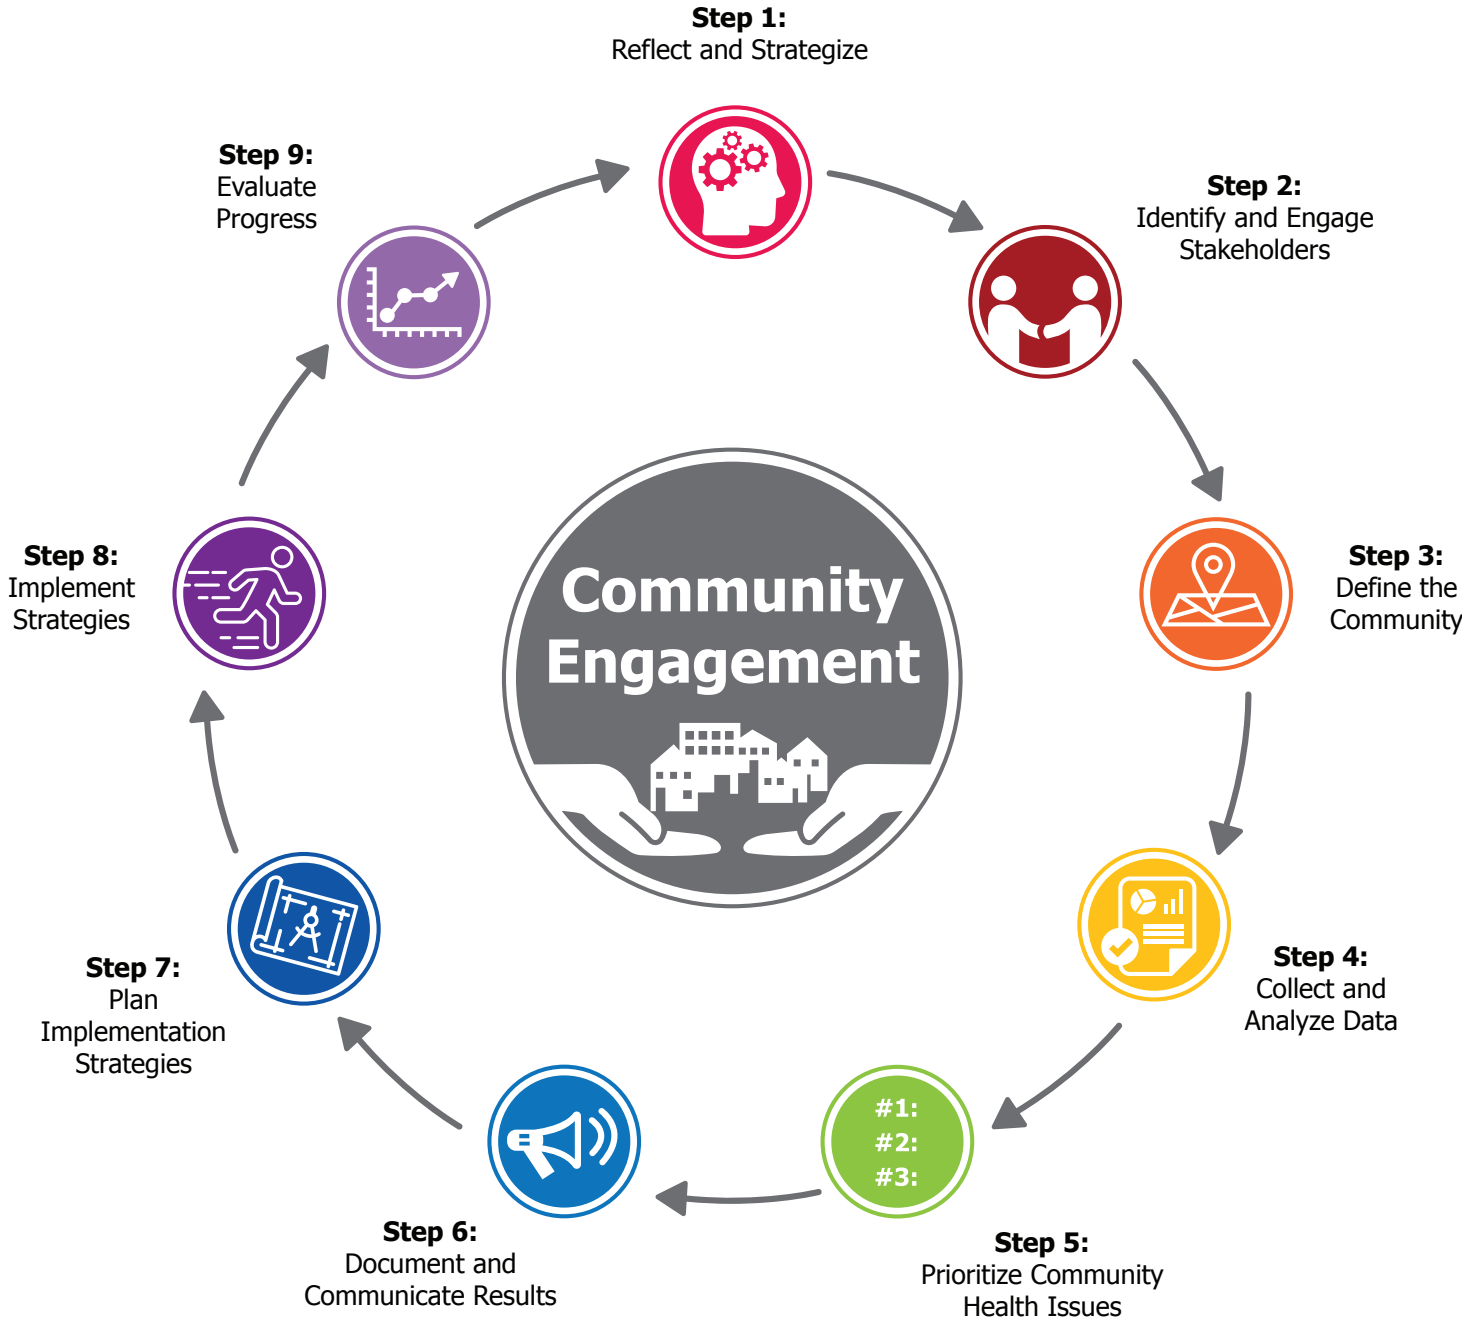 Step 1:
Reflect and Strategize
Step 2:
Identify and Engage
Stakeholders
Step 3:
Define the
Community
Step 4:
Collect and
Analyze Data
Step 5:
Prioritize Community
Health Issues
#1:
#2:
#3:
Step 6:
Document and
Communicate Results
Step 7:
Plan
Implementation
Strategies
Step 8:
Implement
Strategies
Step 9:
Evaluate
Progress
Community
Engagement